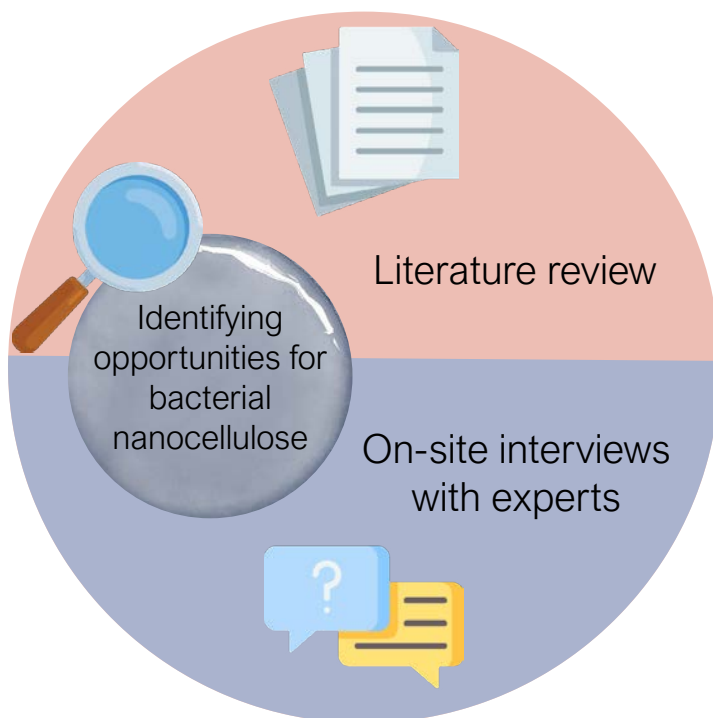 Literature review
Identifying
opportunities for
bacterial
nanocellulose
On-site interviews
with experts
?